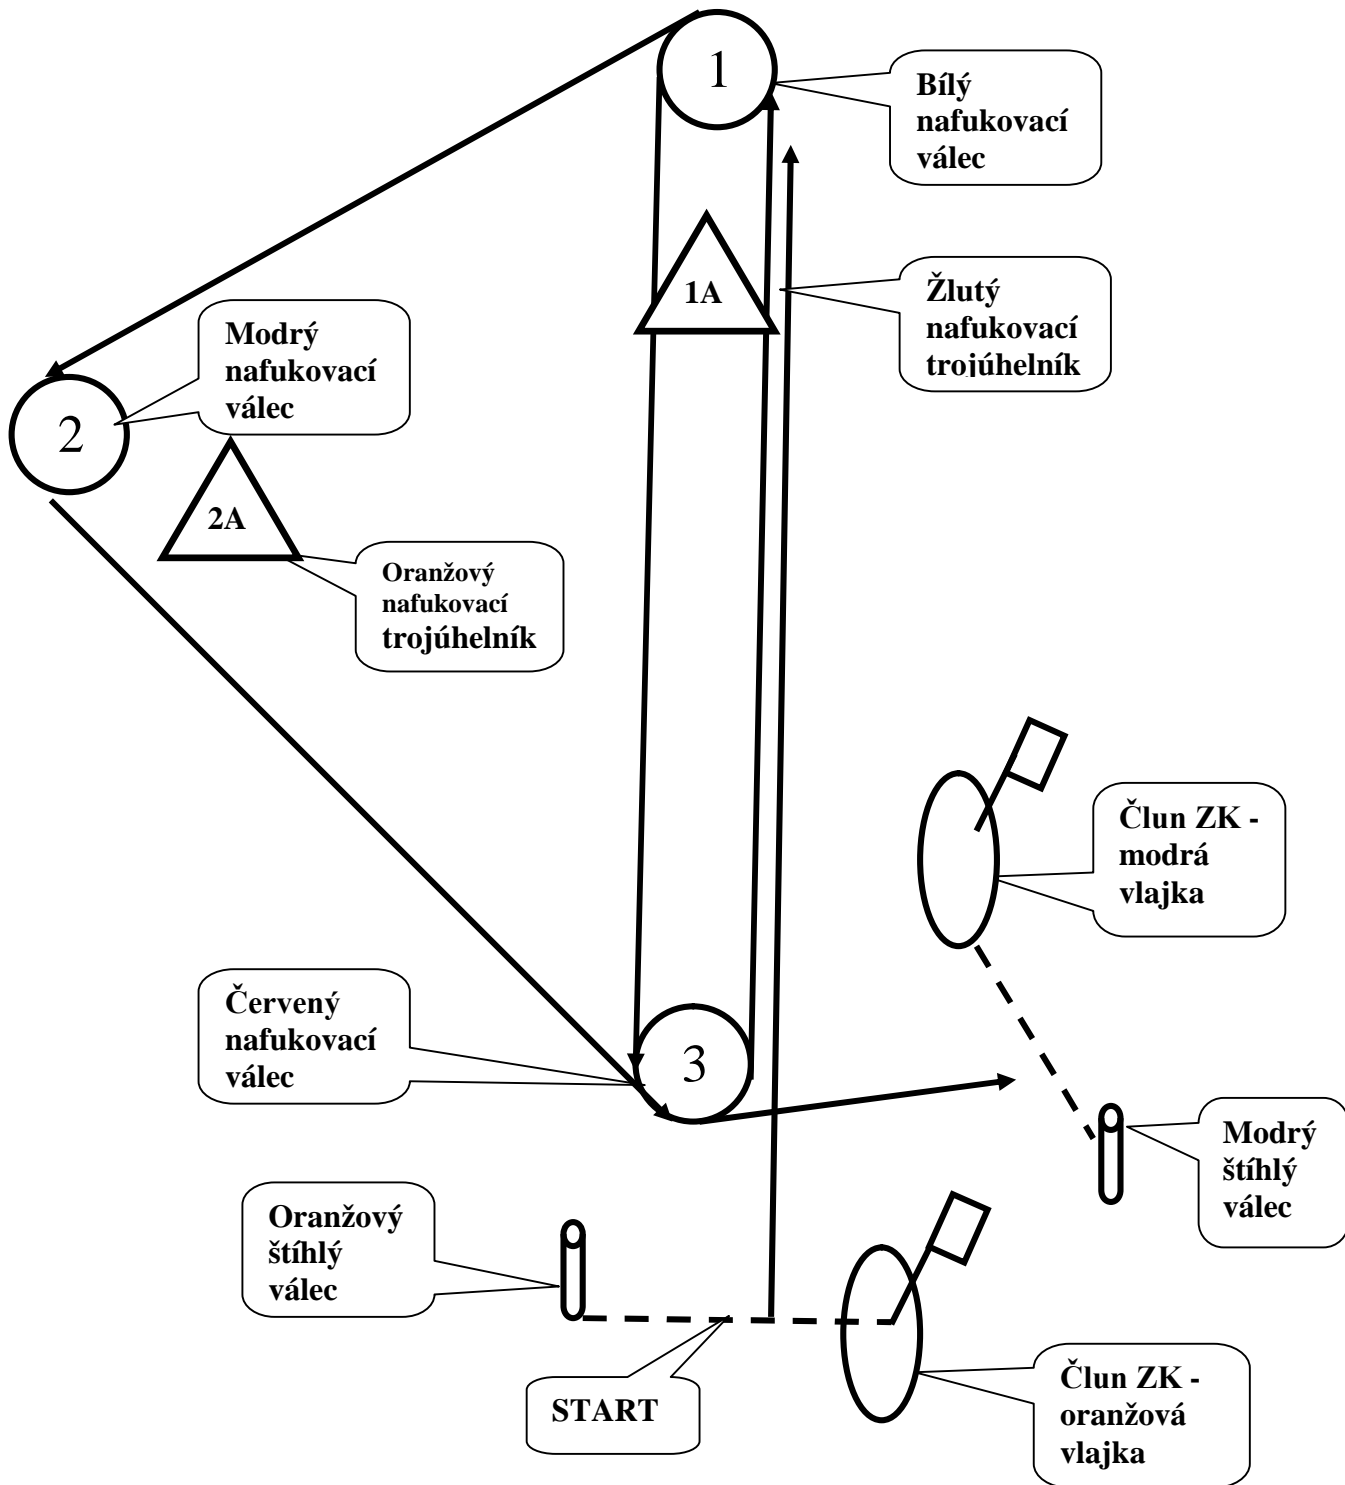 1
Bílý
nafukovací
válec
1A
Žlutý
nafukovací
trojúhelník
Modrý
nafukovací
válec
2
2A
Oranžový
nafukovací
trojúhelník
Člun ZK -
modrá
vlajka
Červený
nafukovací
válec
3
Modrý
štíhlý
válec
Oranžový
štíhlý
válec
START
Člun ZK -
oranžová
vlajka